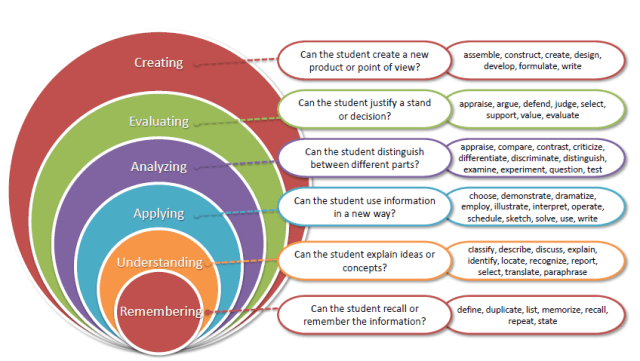 Creating
Can the student create a new
product or point of view?
assemble, construct, create, design,
develop, formulate, write
Evaluating
Can the student justify a stand
or decision?
appraise, argue, defend, judge, select,
support, value, evaluate
Analyzing
Can the student distinguish
between different parts?
appraise, compare, contrast, criticize,
differentiate, discriminate, distinguish,
examine, experiment, question, test
Applying
Can the student use information
in a new way?
choose, demonstrate, dramatize,
employ, illustrate, interpret, operate,
schedule, sketch, solve, use, write
Understanding
Can the student explain ideas or
concepts?
classify, describe, discuss, explain,
identify, locate, recognize, report,
select, translate, paraphrase
Remembering
Can the student recall or
remember the information?
define, duplicate, list, memorize, recall,
repeat, state